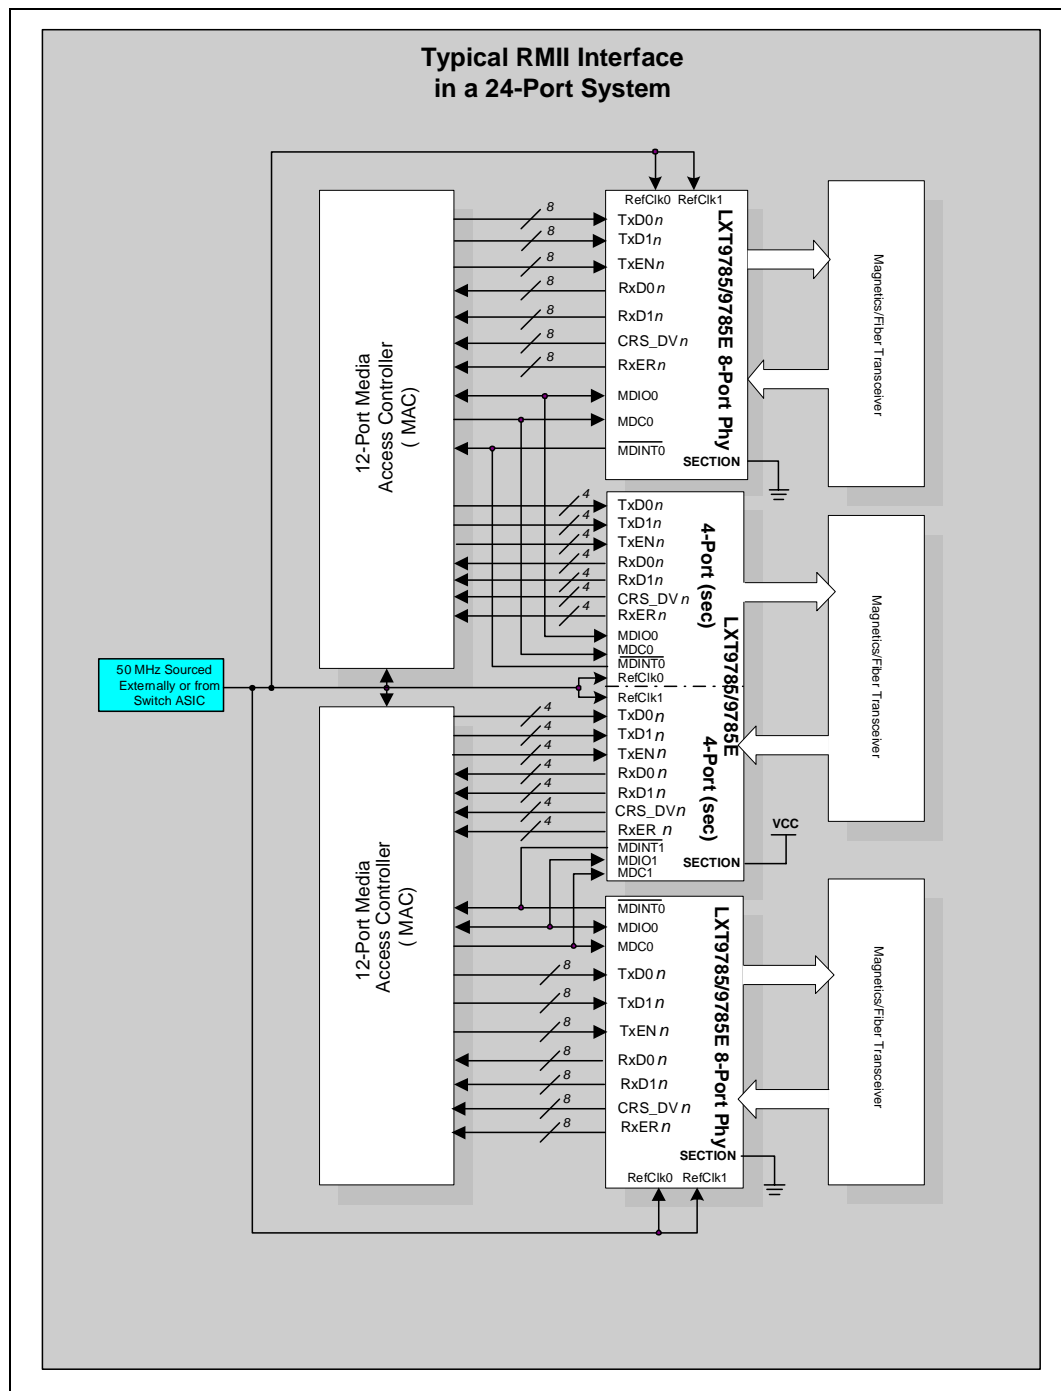 Typical RMII Interface
in a 24-Port System
RefClk0 RefClk1
TxD0n
TxD1n
TxENn
RxD0n
RxD1n
CRS_DVn
RxERn
MDIO0
MDC0
MDINT0
SECTION
8
8
8
8
8
8
8
LXT9785/9785E 8-Port Phy
Magnetics/Fiber Transceiver
12-Port Media
Access Controller
( MAC)
4
4
4
4
4
4
4
TxD0n
TxD1n
TxENn
RxD0n
RxD1n
CRS_DVn
RxERn
MDIO0
MDC0
MDINT0
RefClk0
4-Port (sec)
LXT9785/9785E
Magnetics/Fiber Transceiver
50 MHz Sourced
Externally or from
Switch ASIC
RefClk1
TxD0n
TxD1n
TxENn
RxD0n
RxD1n
CRS_DVn
RxER n
MDINT1
MDIO1
MDC1
4-Port (sec)
SECTION
VCC
4
4
4
4
4
4
4
12-Port Media
Access Controller
( MAC)
MDINT0
MDIO0
MDC0
TxD0n
TxD1n
TxEN n
RxD0n
RxD1n
CRS_DVn
RxERn
SECTION
RefClk0 RefClk1
8
8
8
8
8
8
8
LXT9785/9785E 8-Port Phy
Magnetics/Fiber Transceiver